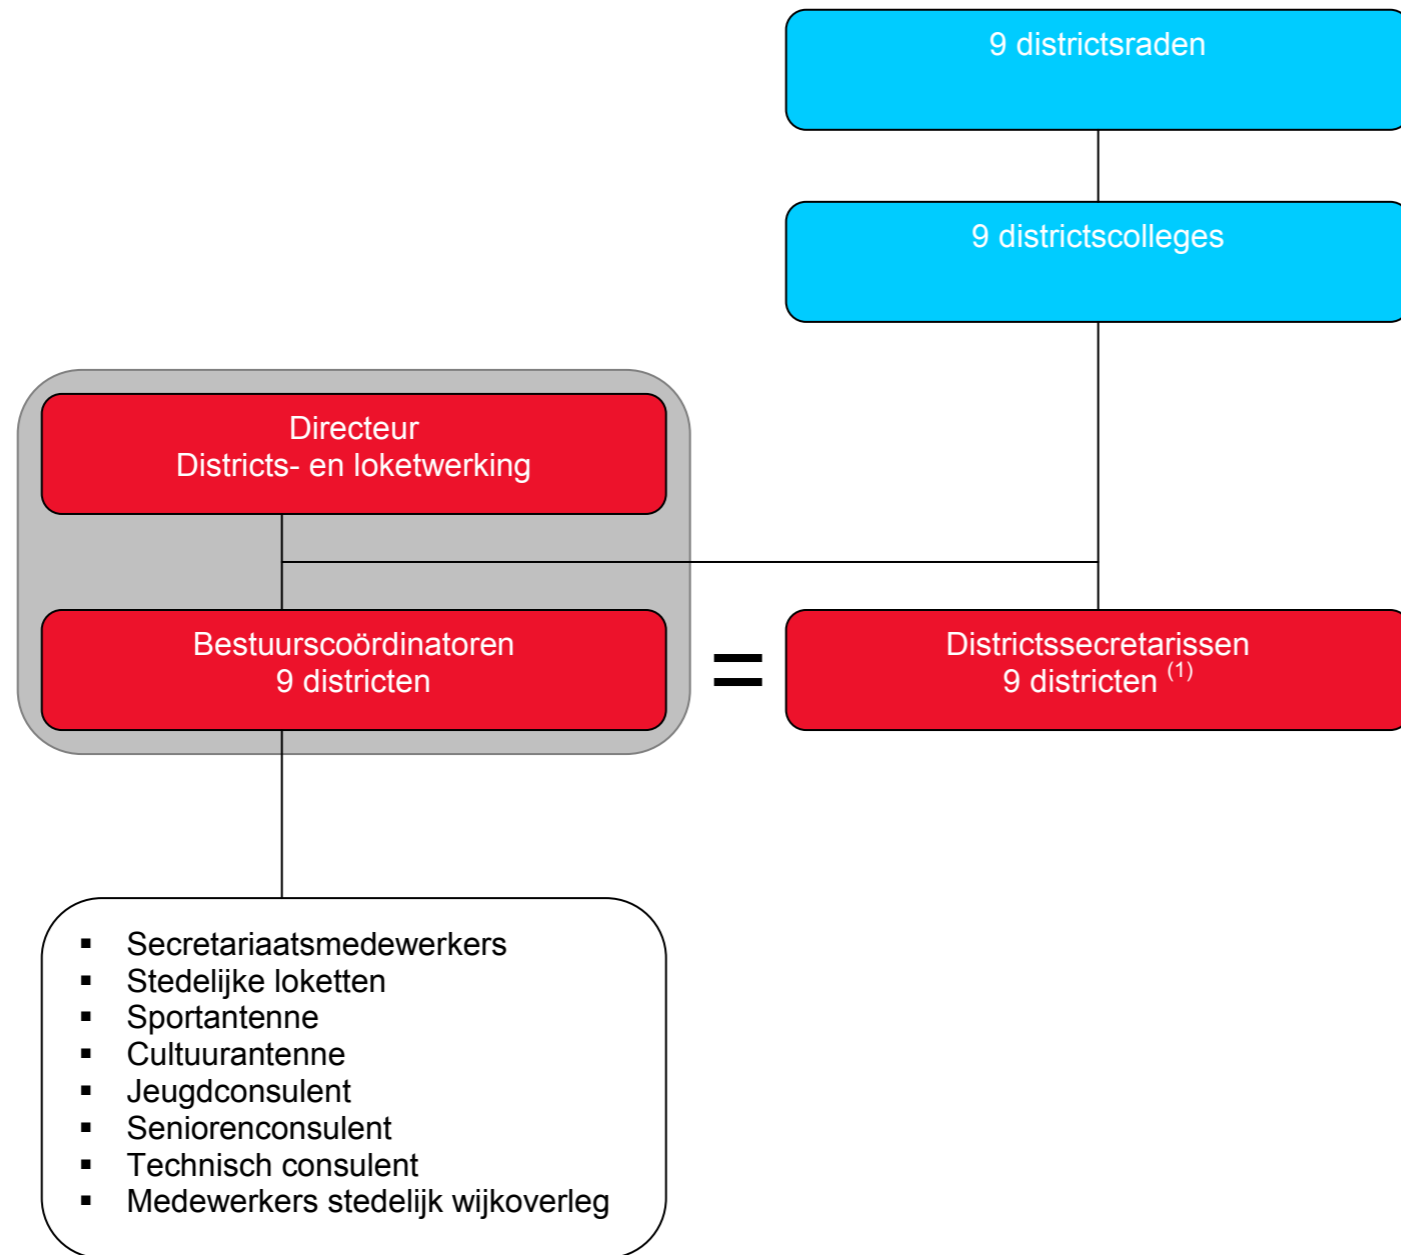 9 districtsraden
9 districtscolleges
Directeur
Districts- en loketwerking
Bestuurscoördinatoren
9 districten
=
Districtssecretarissen
9 districten (1)
▪ Secretariaatsmedewerkers
▪ Stedelijke loketten
▪ Sportantenne
▪ Cultuurantenne
▪ Jeugdconsulent
▪ Seniorenconsulent
▪ Technisch consulent
▪ Medewerkers stedelijk wijkoverleg